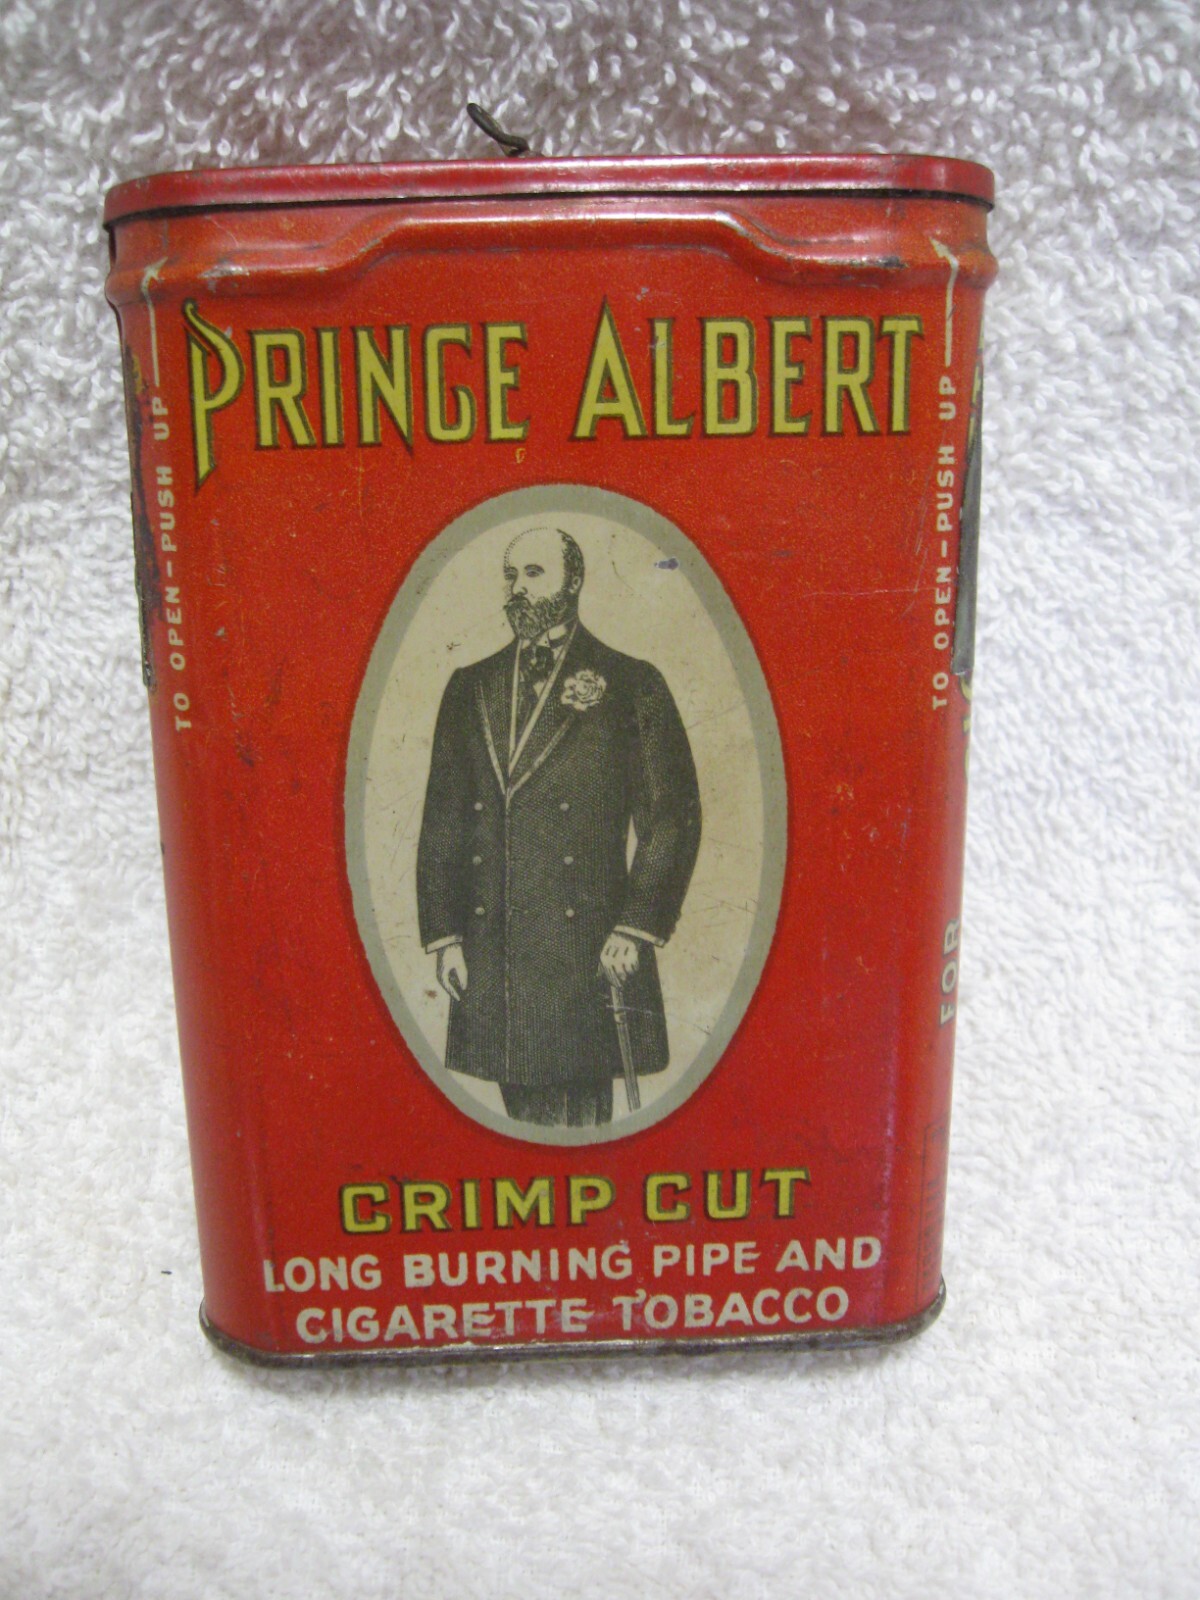 PRINCE ALBERT
TO OPEN-PUSH UP
TO OPEN-PUSH UP
FOR
CRIMP CUT
LONG BURNING PIPE AND
CIGARETTE TOBACCO